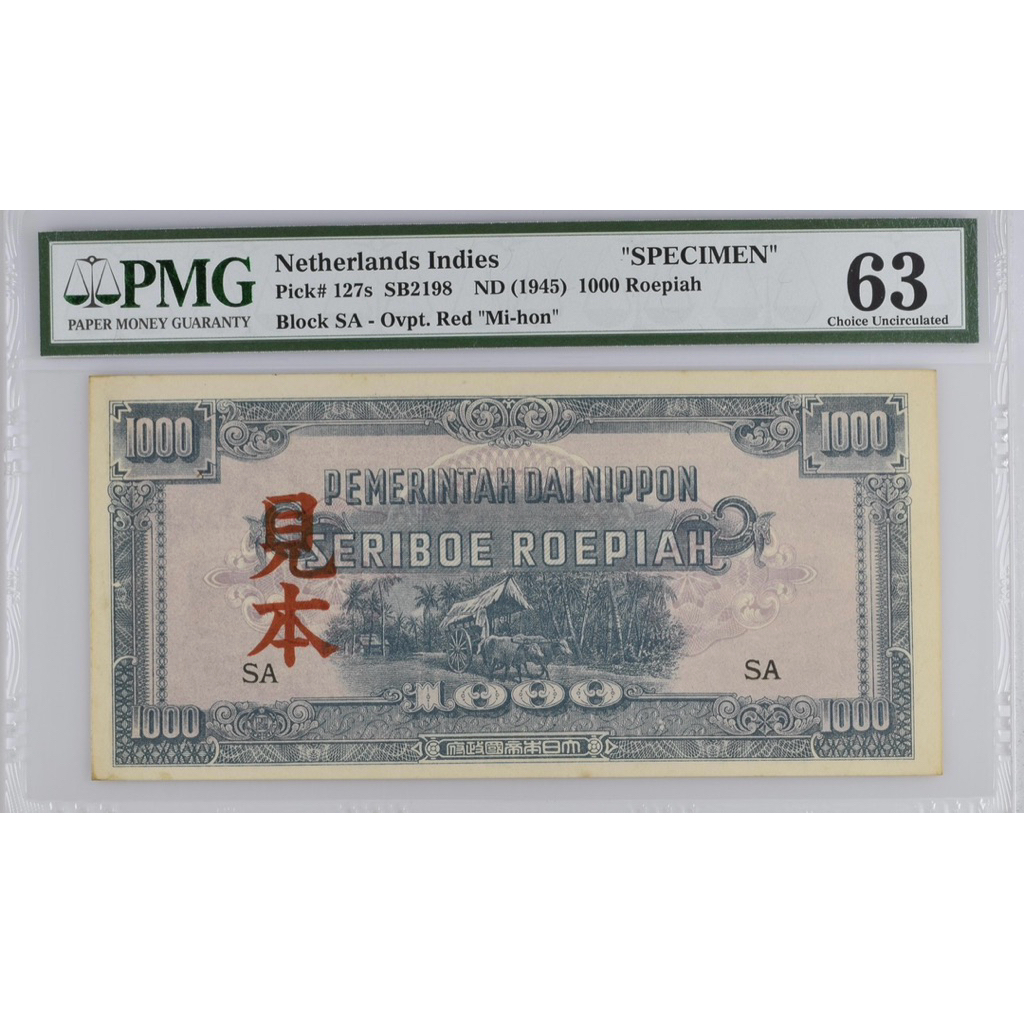 PMG
PAPER MONEY GUARANTY
Netherlands Indies "SPECIMEN"
Pick# 127s SB2198 ND (1945) 1000 Roepiah
Block SA - Ovpt. Red "Mi-hon"
63
Choice Uncirculated
1000 1000
PEMERINTAH DAI NIPPON
SERIBOE ROEPIAH
見本
SA SA
1000
1000 1000
府政國帝本日大